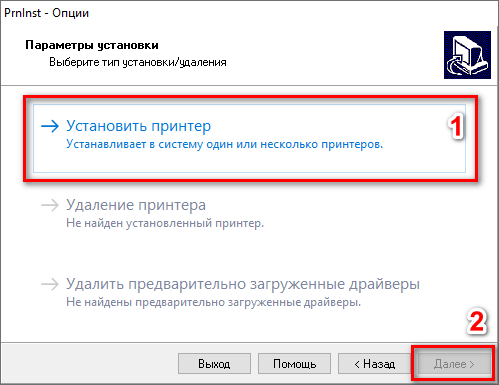 PrnInst - Опции
Параметры установки
Выберите тип установки/удаления
Установить принтер
1
Устанавливает в систему один или несколько принтеров.
Удаление принтера
Не найден установленный принтер.
Удалить предварительно загруженные драйверы
Не найдены предварительно загруженные драйверы.
2
Выход
Помощь
< Назад
Далее >